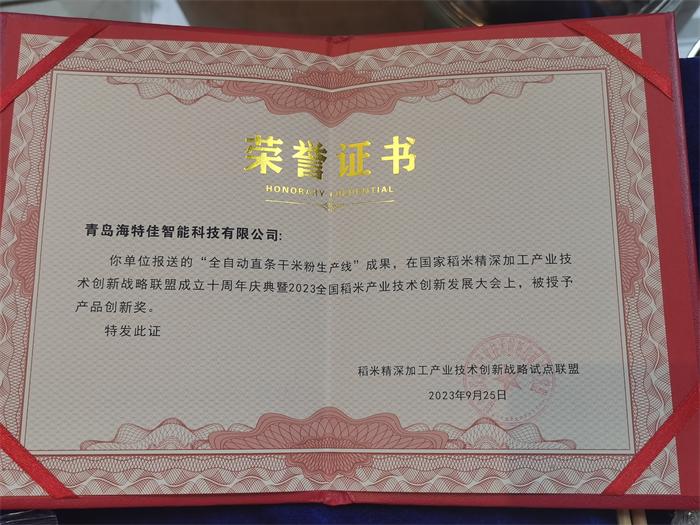 荣誉证书
HONORARY CREDENTIAL
青岛海特佳智能科技有限公司:
你单位报送的“全自动直条干米粉生产线”成果，在国家稻米精深加工产业技
术创新战略联盟成立十周年庆典暨2023全国稻米产业技术创新发展大会上，被授予
产品创新奖。
特发此证
稻米精深加工产业技术创新战略试点联盟
2023年9月25日